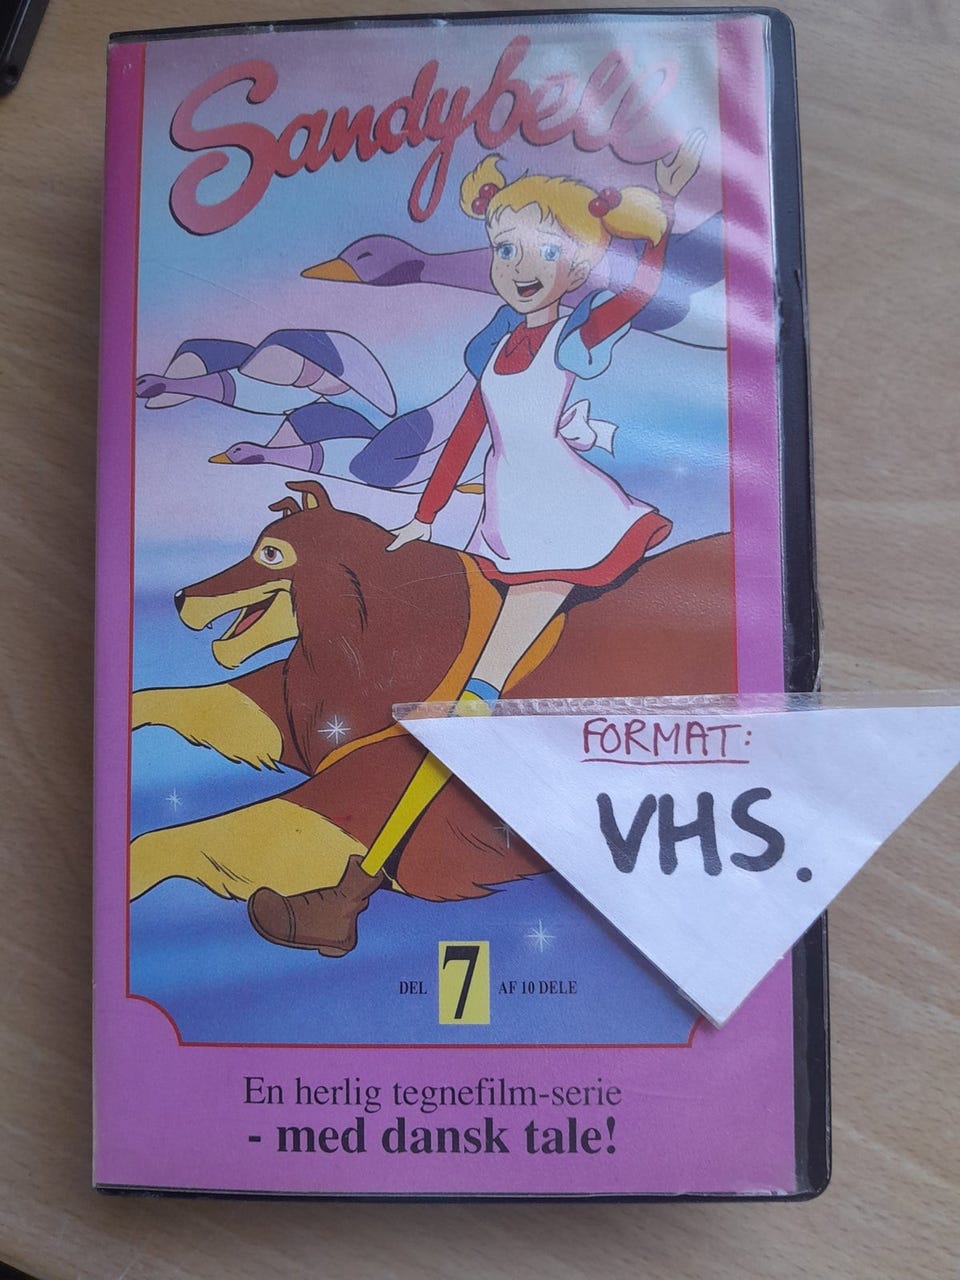 Sandybell
FORMAT:
VHS.
DEL 7 AF 10 DELE
En herlig tegnefilm-serie
- med dansk tale!